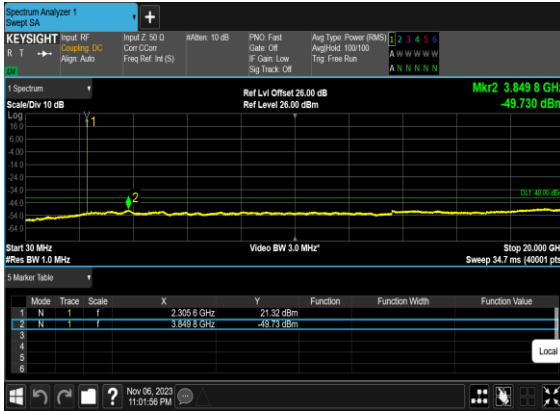 Spectrum Analyzer 1
Swept SA
+
KEYSIGHT Input: RF Input Z: 50 Ω #Atten: 10 dB PNO: Fast Avg Type: Power (RMS) 1 2 3 4 5 6
R T Coupling: DC Corr CCorr Gate: Off Avg|Hold: 100/100 A W W W W W
Align: Auto Freq Ref: Int (S) IF Gain: Low Trig: Free Run
Sig Track: Off A N N N N N
1 Spectrum
Scale/Div 10 dB
Ref Lvl Offset 26.00 dB
Ref Level 26.00 dBm
Mkr2 3.849 8 GHz
-49.730 dBm
Log
16.0
6.00
-4.00
-14.0
-24.0
-34.0
-44.0
-54.0
-64.0
1
2
DL1 -40.00 dBm
Start 30 MHz Video BW 3.0 MHz* Stop 20.000 GHz
#Res BW 1.0 MHz Sweep 34.7 ms (40001 pts)
5 Marker Table
Mode Trace Scale X Y Function Function Width Function Value
1 N 1 f 2.305 6 GHz 21.32 dBm
2 N 1 f 3.849 8 GHz -49.73 dBm
3
4
5
6
Local
? Nov 06, 2023
11:01:56 PM